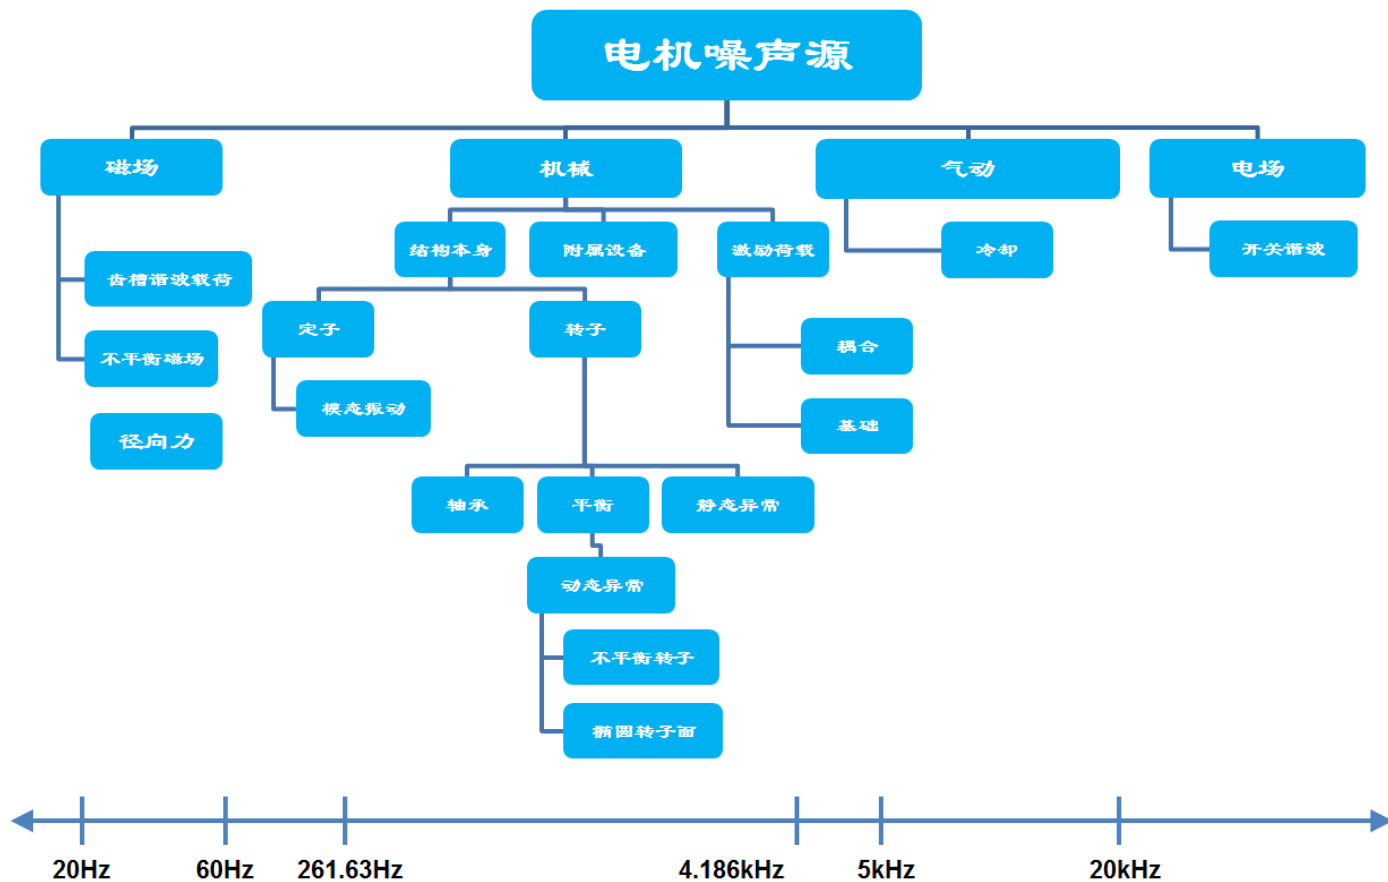 电机噪声源
磁场
机械
气动
电场
结构本身
附属设备
激励荷载
冷却
开关谐波
齿槽谐波载荷
定子
转子
耦合
不平衡磁场
模态振动
基础
径向力
轴承
平衡
静态异常
动态异常
不平衡转子
椭圆转子面
20Hz
60Hz
261.63Hz
4.186kHz
5kHz
20kHz